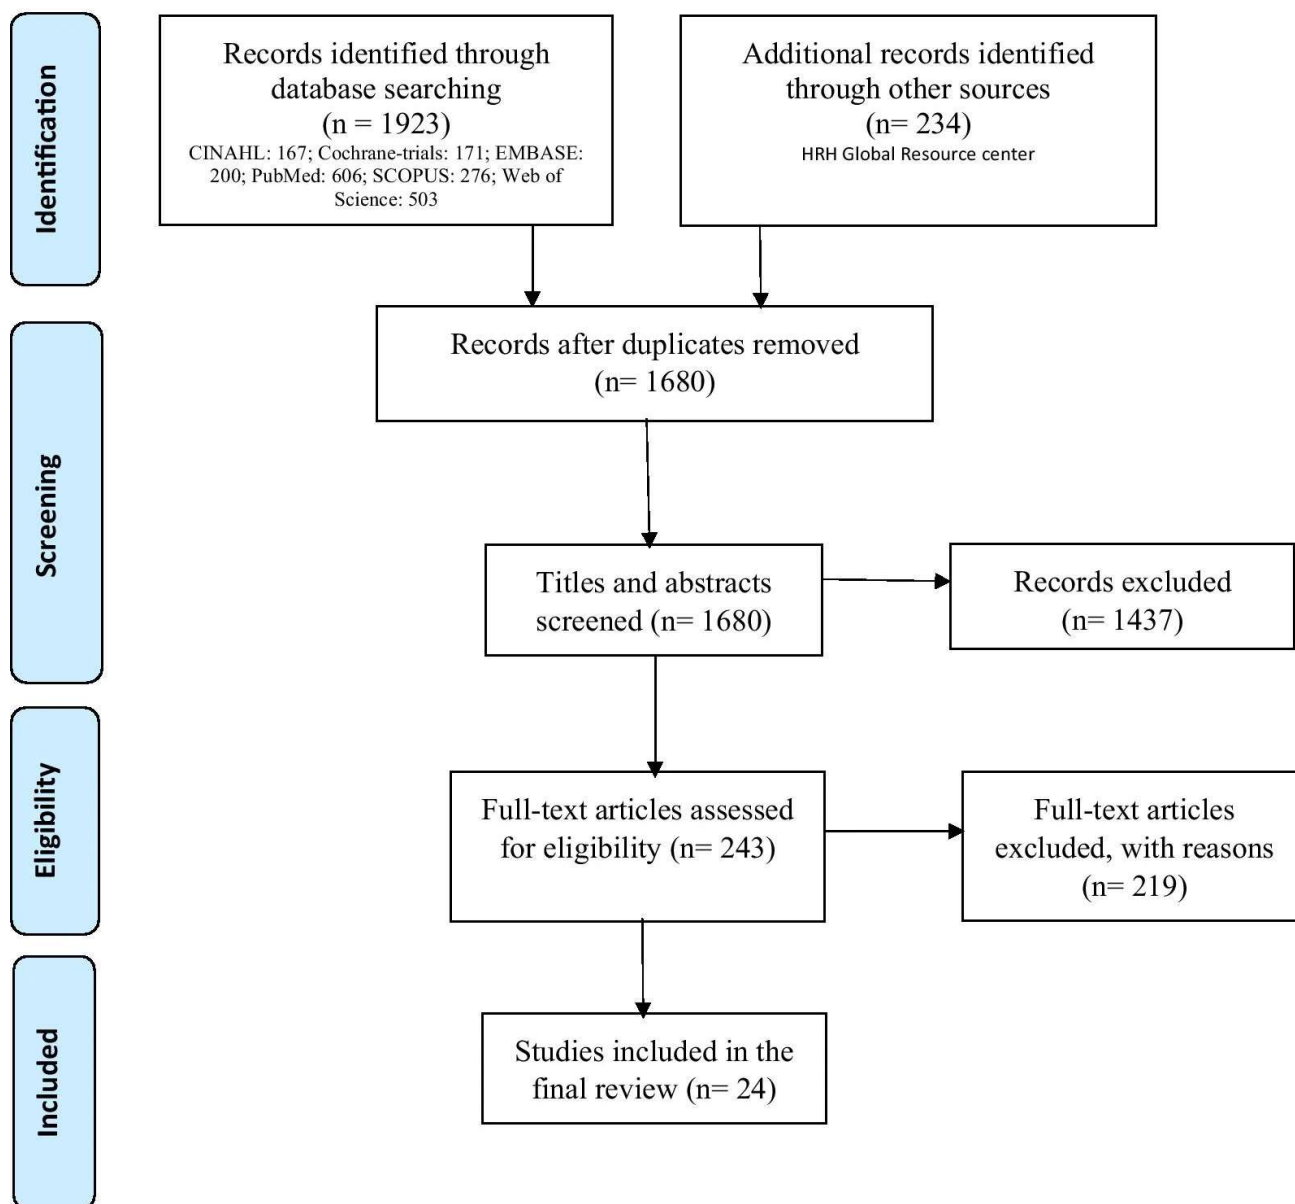 Identification
Records identified through
database searching
(n = 1923)
CINAHL: 167; Cochrane-trials: 171; EMBASE:
200; PubMed: 606; SCOPUS: 276; Web of
Science: 503
Additional records identified
through other sources
(n= 234)
HRH Global Resource center
Screening
Records after duplicates removed
(n= 1680)
Titles and abstracts
screened (n= 1680)
Records excluded
(n= 1437)
Eligibility
Full-text articles assessed
for eligibility (n= 243)
Full-text articles
excluded, with reasons
(n= 219)
Included
Studies included in the
final review (n= 24)